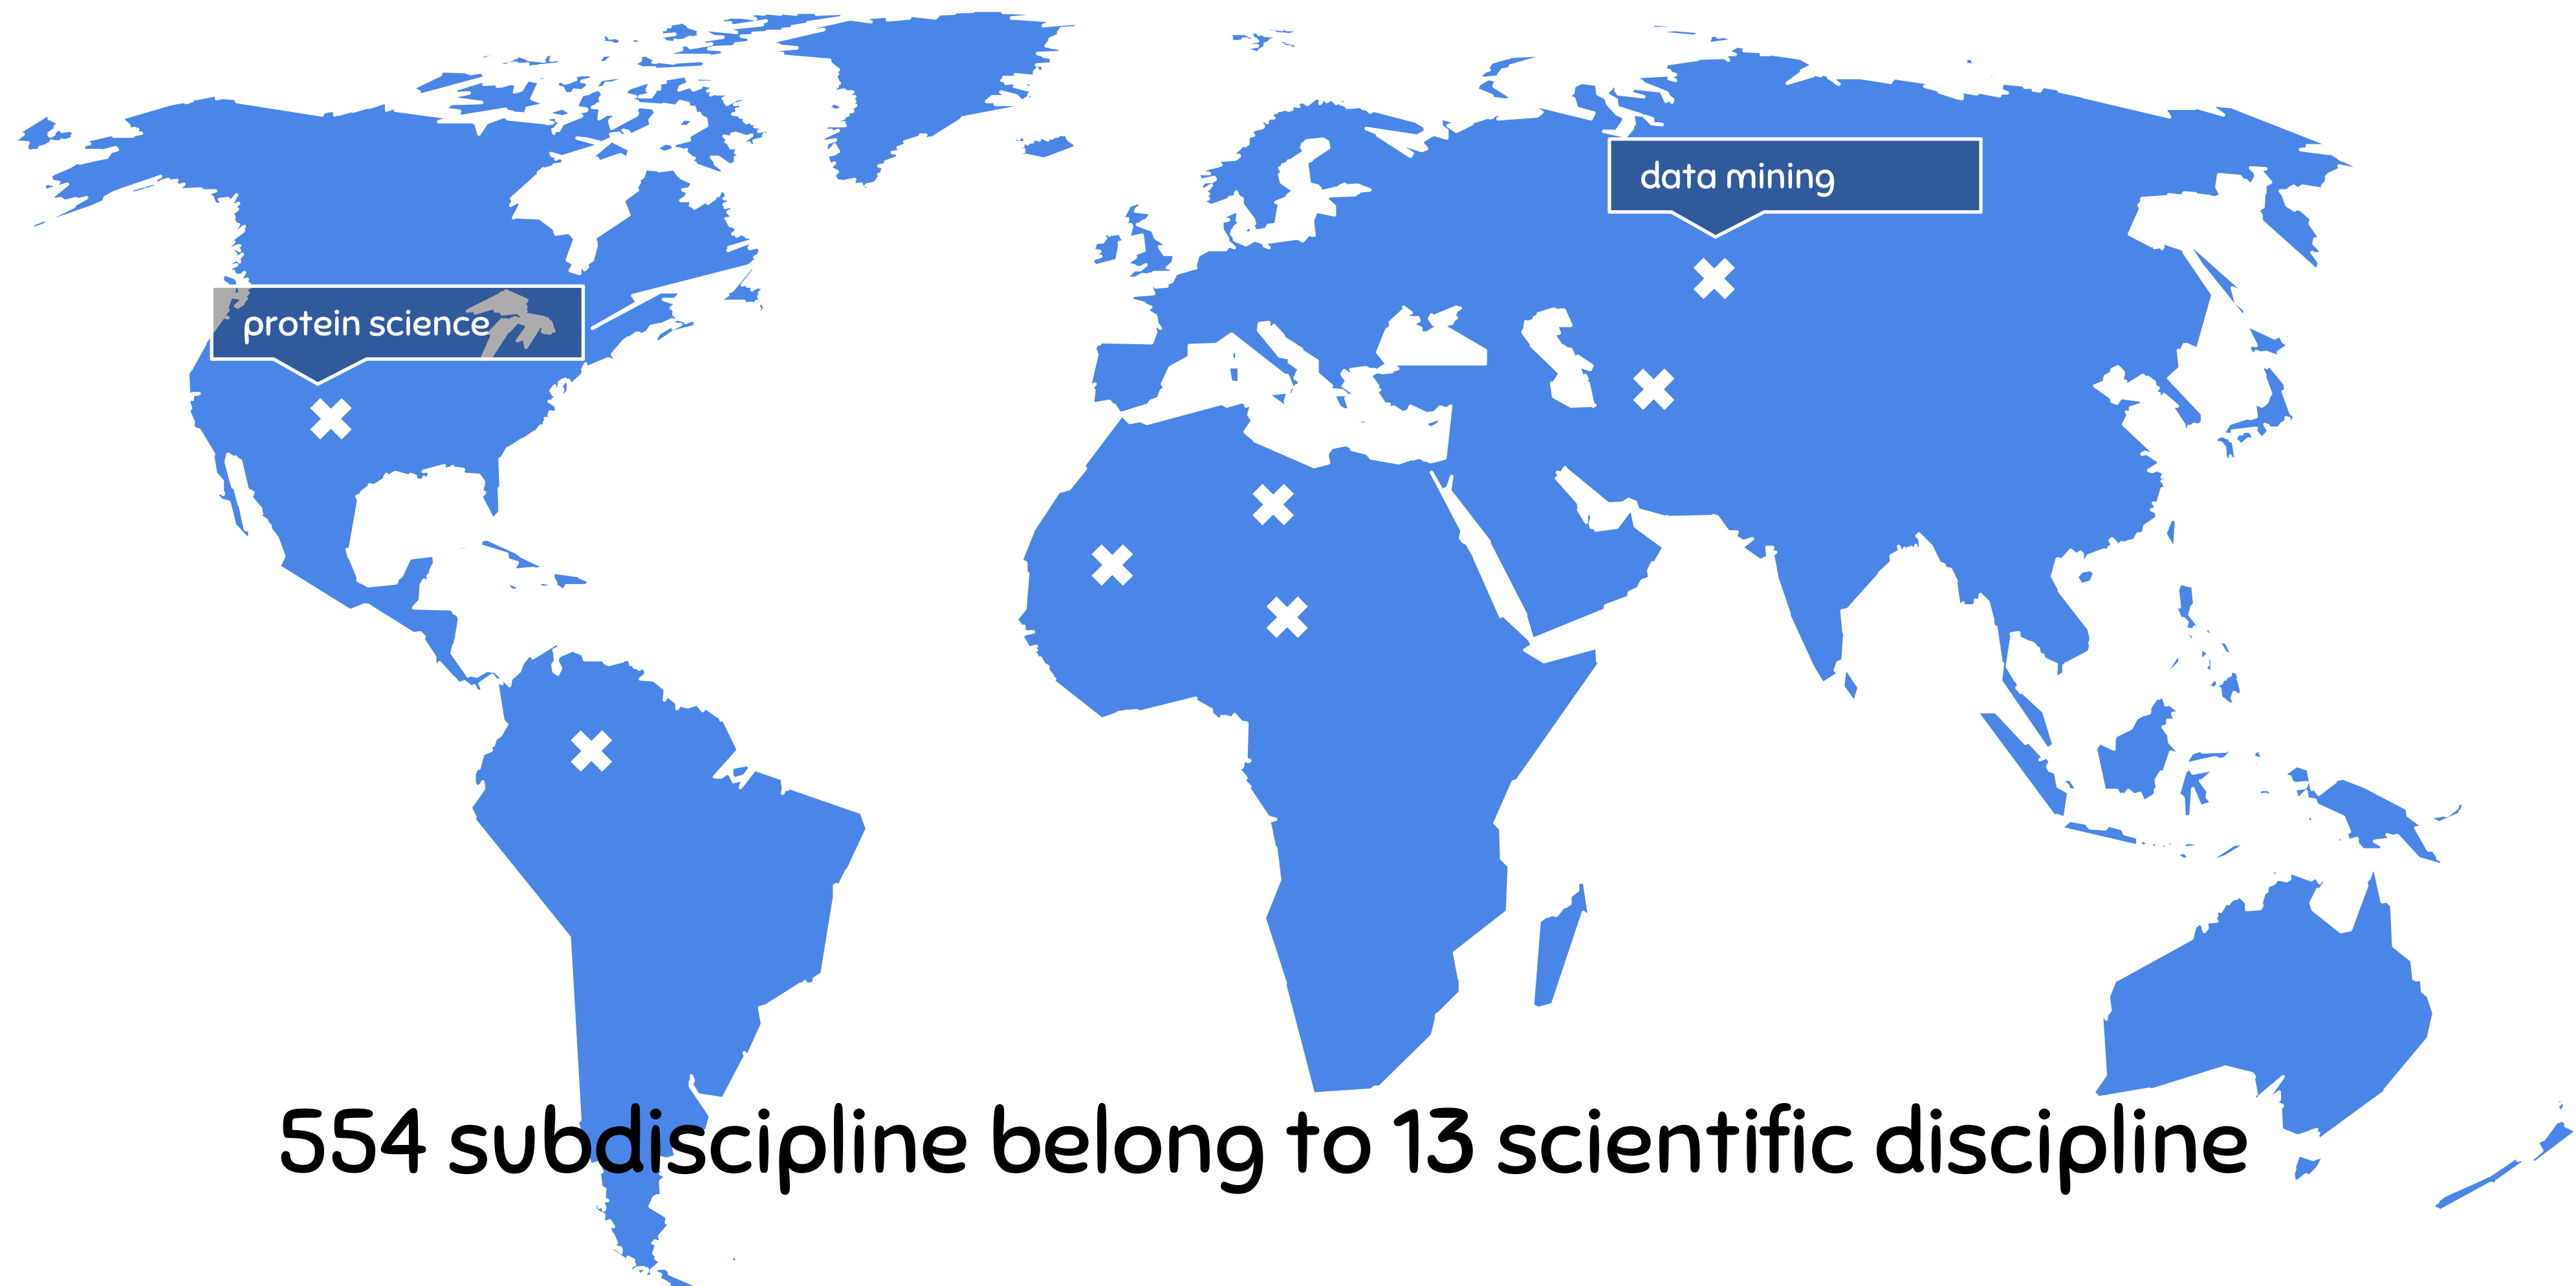 data mining
protein science
554 subdiscipline belong to 13 scientific discipline